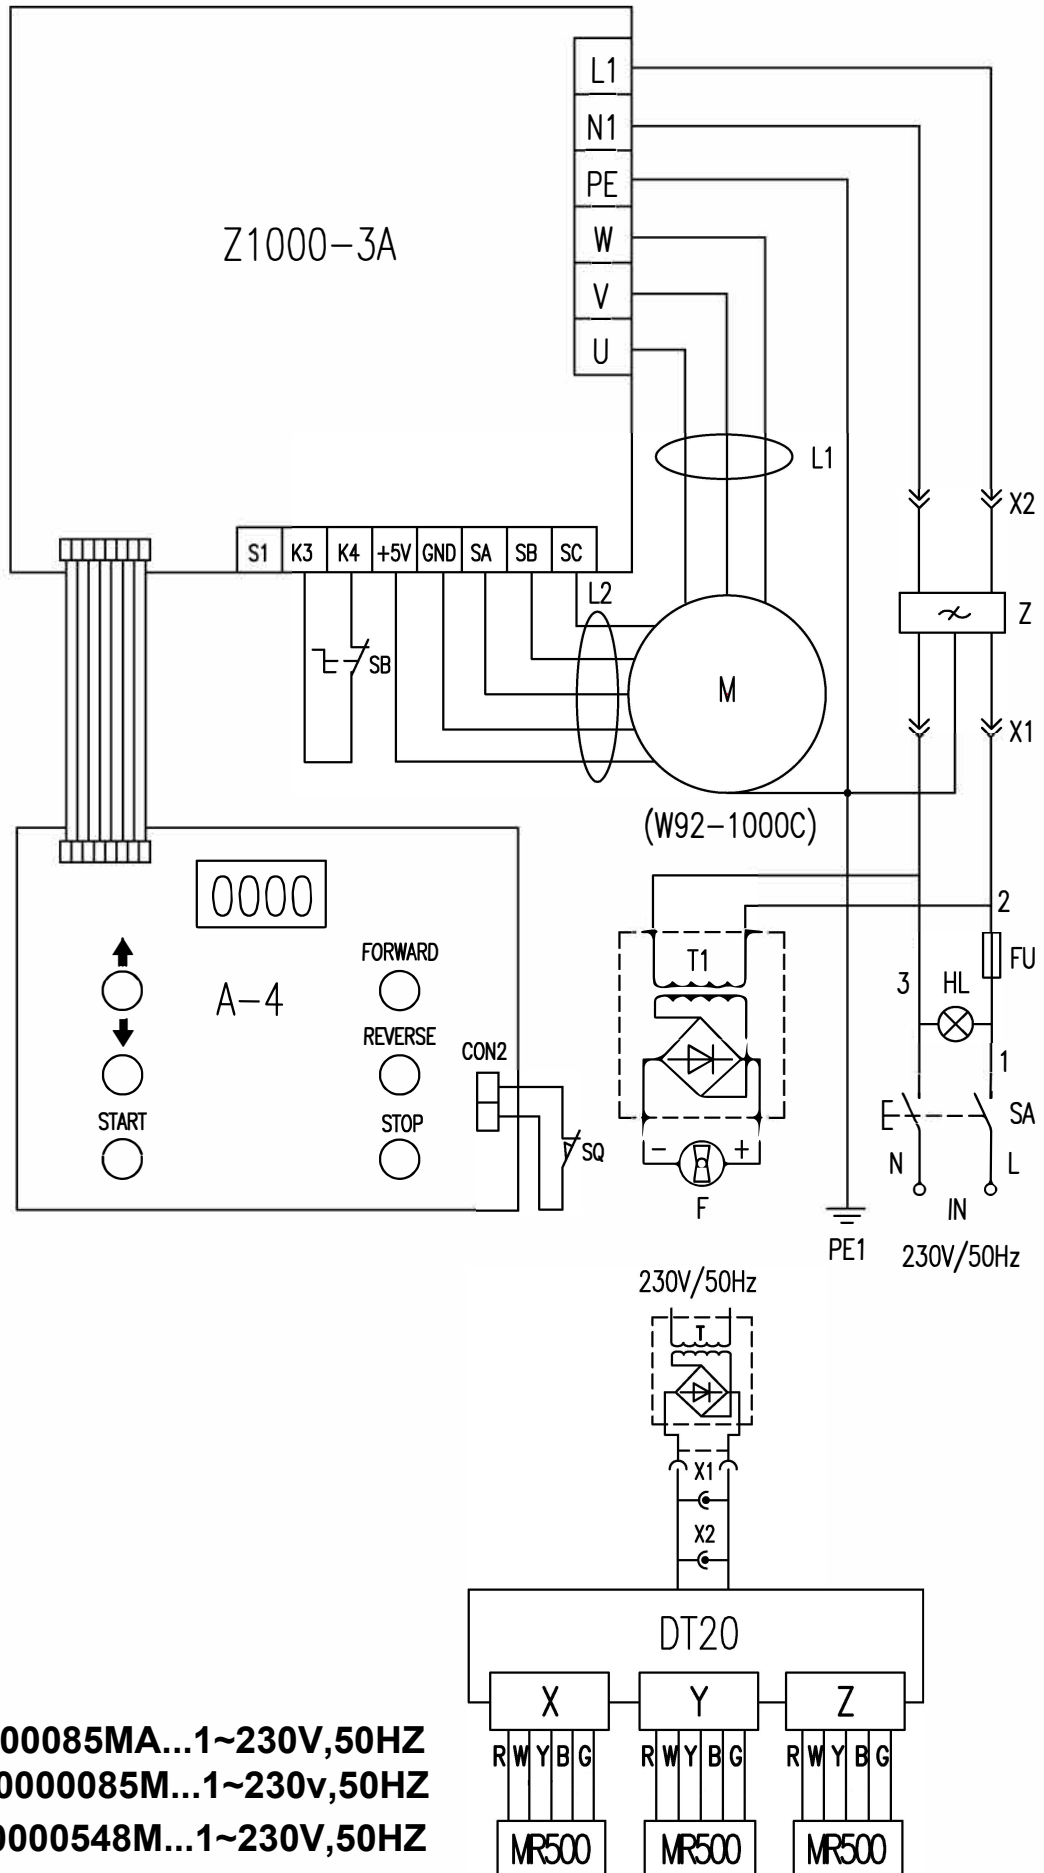 L1
N1
PE
Z1000-3A
W
V
U
L1
X2
S1 K3 K4 +5V GND SA SB SC
L2
Z
SB
M
X1
(W92-1000C)
0000
2
FORWARD
T1
FU
A-4
3 HL
REVERSE
CON2
1
START
STOP
SA
SQ
- +
N L
F
IN
PE1
230V/50Hz
230V/50Hz
T
X1
X2
DT20
X Y Z
R W Y B G R W Y B G R W Y B G
MR500 MR500 MR500
00085MA...1~230V,50HZ
0000085M...1~230v,50HZ
0000548M...1~230V,50HZ